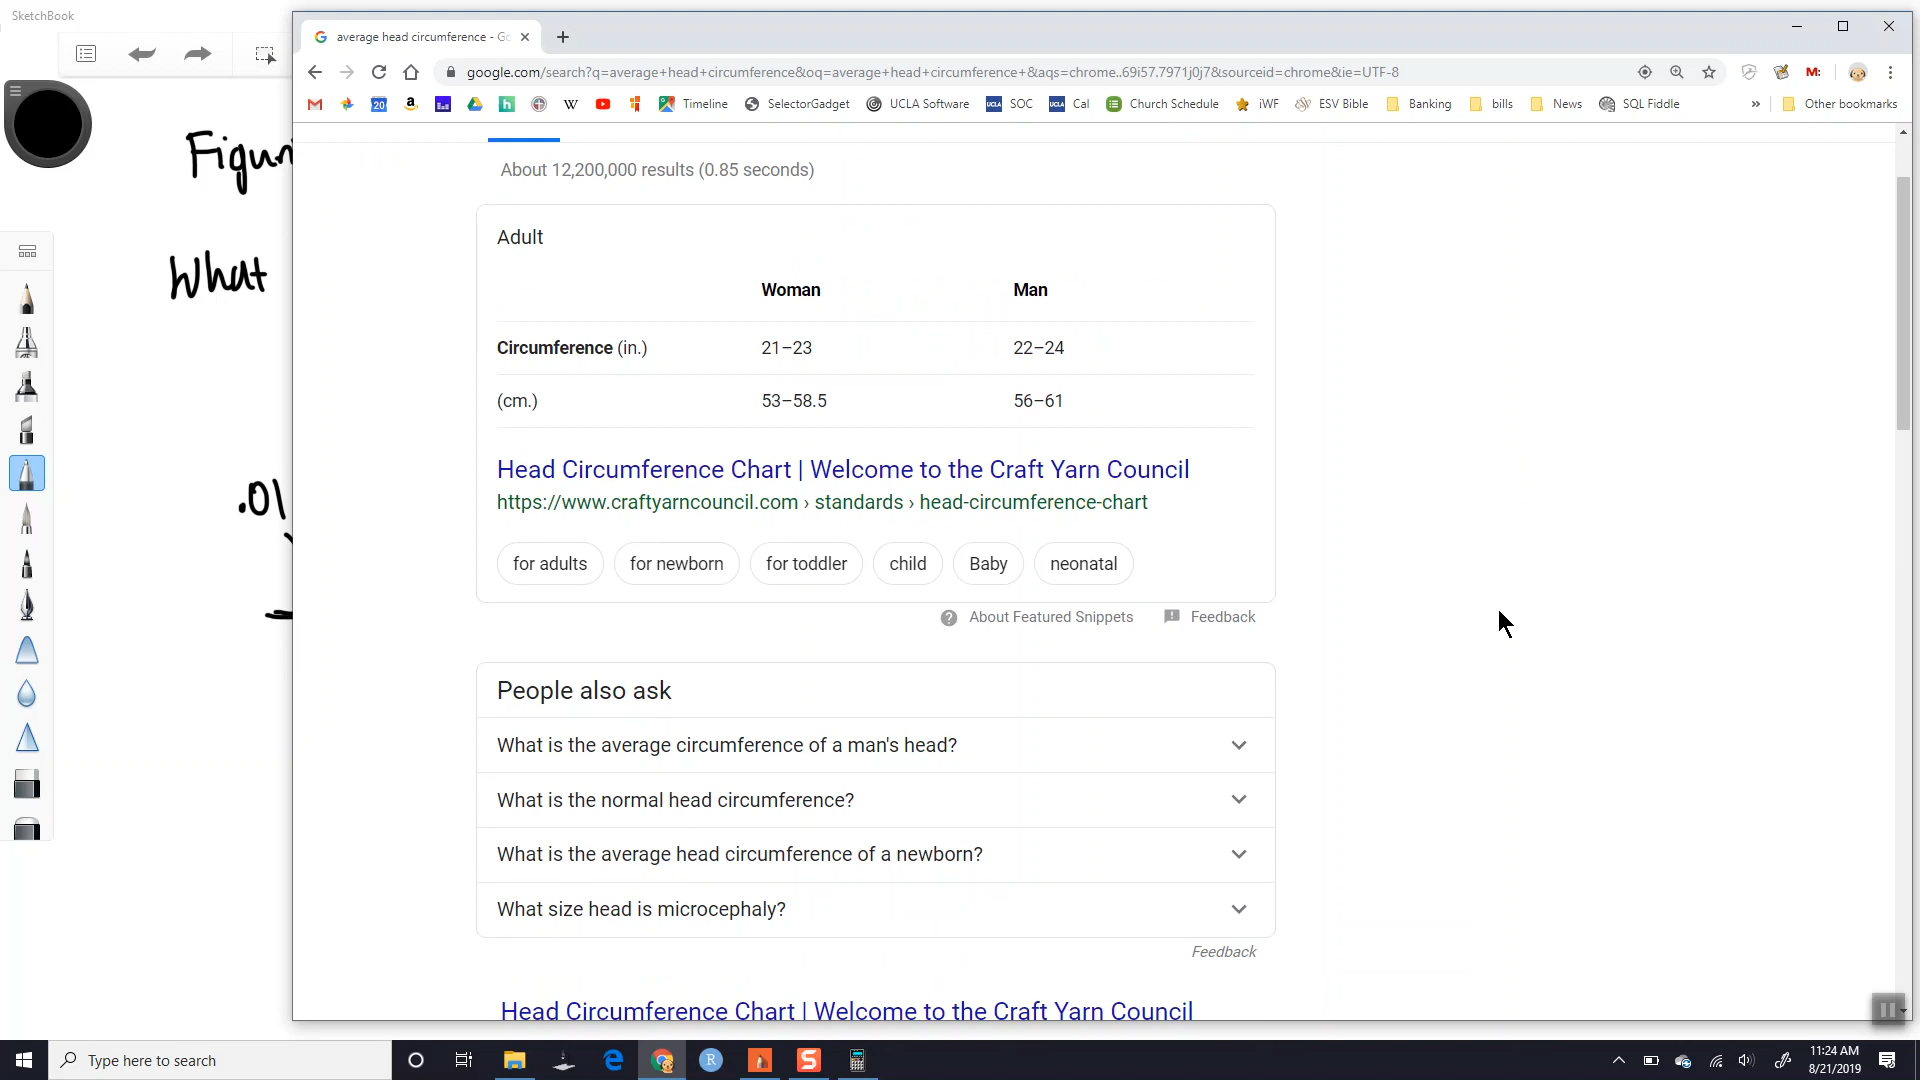 SketchBook
average head circumference - Go
google.com/search?q=average+head+circumference&oq=average+head+circumference+&aqs=chrome..69i57.7971j0j7&sourceid=chrome&ie=UTF-8
M:
20 a h W Timeline SelectorGadget UCLA Software UCLA SOC UCLA Cal Church Schedule iWF ESV Bible Banking bills News SQL Fiddle » Other bookmarks
Figur
What
.01
About 12,200,000 results (0.85 seconds)
Adult
Woman Man
Circumference (in.) 21–23 22–24
(cm.) 53–58.5 56–61
Head Circumference Chart | Welcome to the Craft Yarn Council
https://www.craftyarncouncil.com › standards › head-circumference-chart
for adults for newborn for toddler child Baby neonatal
About Featured Snippets Feedback
People also ask
What is the average circumference of a man's head?
What is the normal head circumference?
What is the average head circumference of a newborn?
What size head is microcephaly?
Feedback
Head Circumference Chart | Welcome to the Craft Yarn Council
Type here to search
R S
11:24 AM
8/21/2019